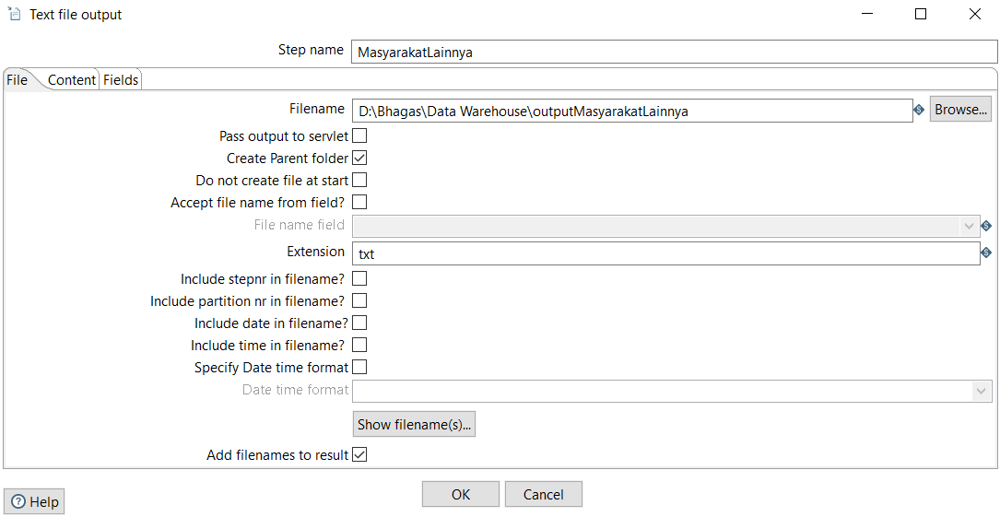 Text file output
Step name MasyarakatLainnya
File Content Fields
Filename D:\Bhagas\Data Warehouse\outputMasyarakatLainnya Browse...
Pass output to servlet
Create Parent folder
Do not create file at start
Accept file name from field?
File name field
Extension txt
Include stepnr in filename?
Include partition nr in filename?
Include date in filename?
Include time in filename?
Specify Date time format
Date time format
Show filename(s)...
Add filenames to result
Help OK Cancel